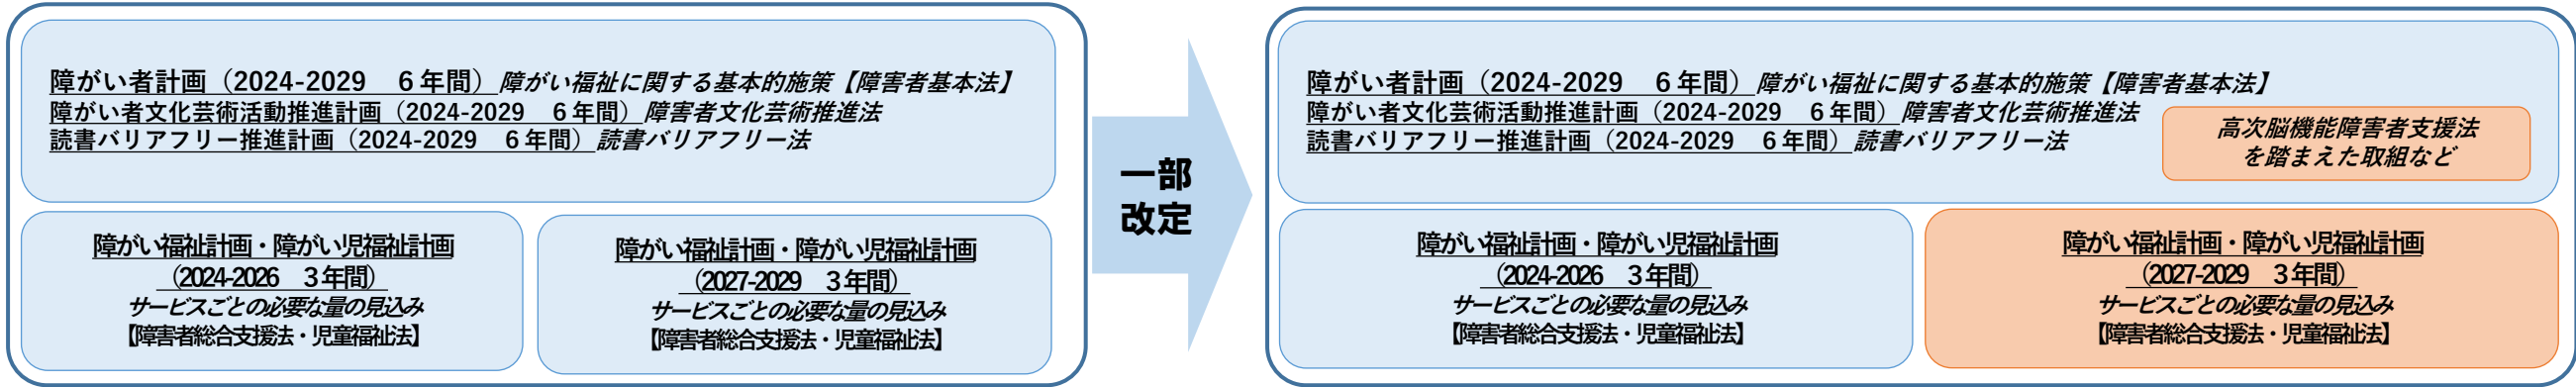 障がい者計画（2024-2029　６年間）障がい福祉に関する基本的施策【障害者基本法】
障がい者文化芸術活動推進計画（2024-2029　６年間）障害者文化芸術推進法
読書バリアフリー推進計画（2024-2029　６年間）読書バリアフリー法
障がい福祉計画・障がい児福祉計画
（2024-2026　３年間）
サービスごとの必要な量の見込み
【障害者総合支援法・児童福祉法】
障がい福祉計画・障がい児福祉計画
（2027-2029　３年間）
サービスごとの必要な量の見込み
【障害者総合支援法・児童福祉法】
一部
改定
障がい者計画（2024-2029　６年間）障がい福祉に関する基本的施策【障害者基本法】
障がい者文化芸術活動推進計画（2024-2029　６年間）障害者文化芸術推進法
読書バリアフリー推進計画（2024-2029　６年間）読書バリアフリー法
高次脳機能障害者支援法
を踏まえた取組など
障がい福祉計画・障がい児福祉計画
（2024-2026　３年間）
サービスごとの必要な量の見込み
【障害者総合支援法・児童福祉法】
障がい福祉計画・障がい児福祉計画
（2027-2029　３年間）
サービスごとの必要な量の見込み
【障害者総合支援法・児童福祉法】